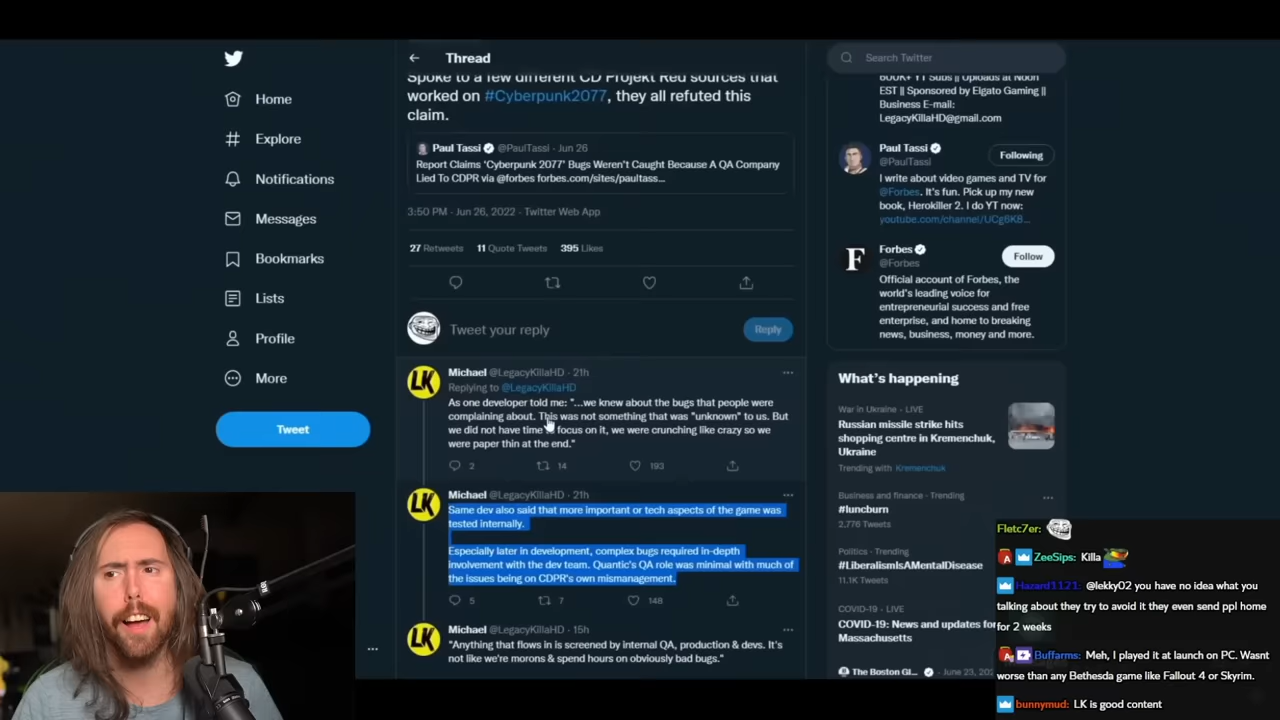 Thread
Search Twitter
Home
Explore
Notifications
Messages
Bookmarks
Lists
Profile
More
Tweet
Spoke to a few different CD Projekt Red sources that
worked on #Cyberpunk2077, they all refuted this
claim.
Paul Tassi @PaulTassi · Jun 26
Report Claims 'Cyberpunk 2077' Bugs Weren't Caught Because A QA Company
Lied To CDPR via @forbes forbes.com/sites/paultass...
3:50 PM · Jun 26, 2022 · Twitter Web App
27 Retweets 11 Quote Tweets 395 Likes
Tweet your reply
Reply
LK
Michael @LegacyKillaHD · 21h
Replying to @LegacyKillaHD
As one developer told me: "...we knew about the bugs that people were
complaining about. This was not something that was "unknown" to us. But
we did not have time focus on it, we were crunching like crazy so we
were paper thin at the end."
2 14 193
LK
Michael @LegacyKillaHD · 21h
Same dev also said that more important or tech aspects of the game was
tested internally.
Especially later in development, complex bugs required in-depth
involvement with the dev team. Quantic's QA role was minimal with much of
the issues being on CDPR's own mismanagement.
5 7 148
LK
Michael @LegacyKillaHD · 15h
"Anything that flows in is screened by internal QA, production & devs. It's
not like we're morons & spend hours on obviously bad bugs."
600K+ YT Subs || Uploads at Noon
EST || Sponsored by Elgato Gaming ||
Business E-mail:
LegacyKillaHD@gmail.com
Paul Tassi
@PaulTassi
Following
I write about video games and TV for
@Forbes. It's fun. Pick up my new
book, Herokiller 2. I do YT now:
youtube.com/channel/UCg6K8...
F
Forbes
@Forbes
Follow
Official account of Forbes, the
world's leading voice for
entrepreneurial success and free
enterprise, and home to breaking
news, business, money and more.
What's happening
War in Ukraine · LIVE
Russian missile strike hits
shopping centre in Kremenchuk,
Ukraine
Trending with Kremenchuk
Business and finance · Trending
#luncburn
2,776 Tweets
Politics · Trending
#LiberalismIsAMentalDisease
11.1K Tweets
COVID-19 · LIVE
COVID-19: News and updates for
Massachusetts
The Boston Gl... · June 23, 202
Fletc7er:
ZeeSips: Killa
Hazard1121: @lekky02 you have no idea what you
talking about they try to avoid it they even send ppl home
for 2 weeks
Buffarms: Meh, I played it at launch on PC. Wasnt
worse than any Bethesda game like Fallout 4 or Skyrim.
bunnymud: LK is good content